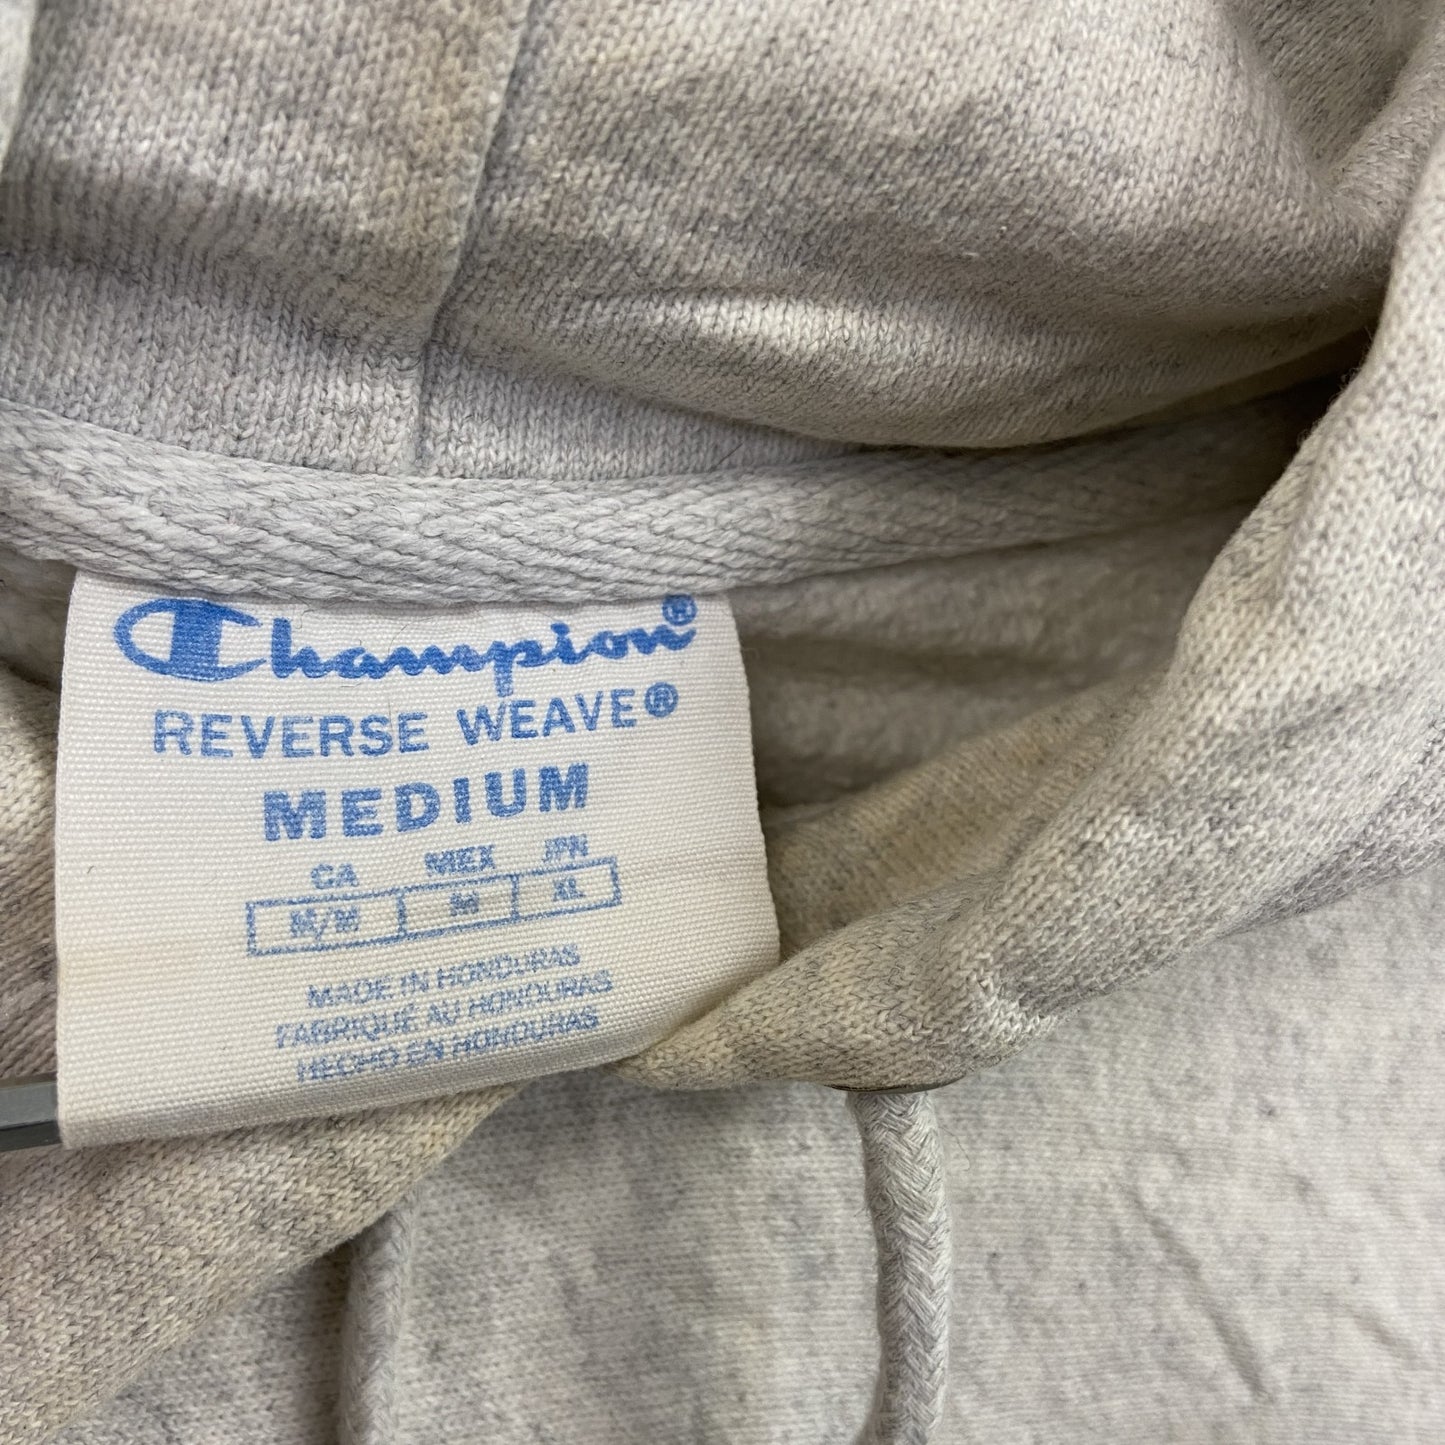 Champion®
REVERSE WEAVE®
MEDIUM
CA MEX JPN
M/M M XL
MADE IN HONDURAS
FABRIQUÉ AU HONDURAS
HECHO EN HONDURAS